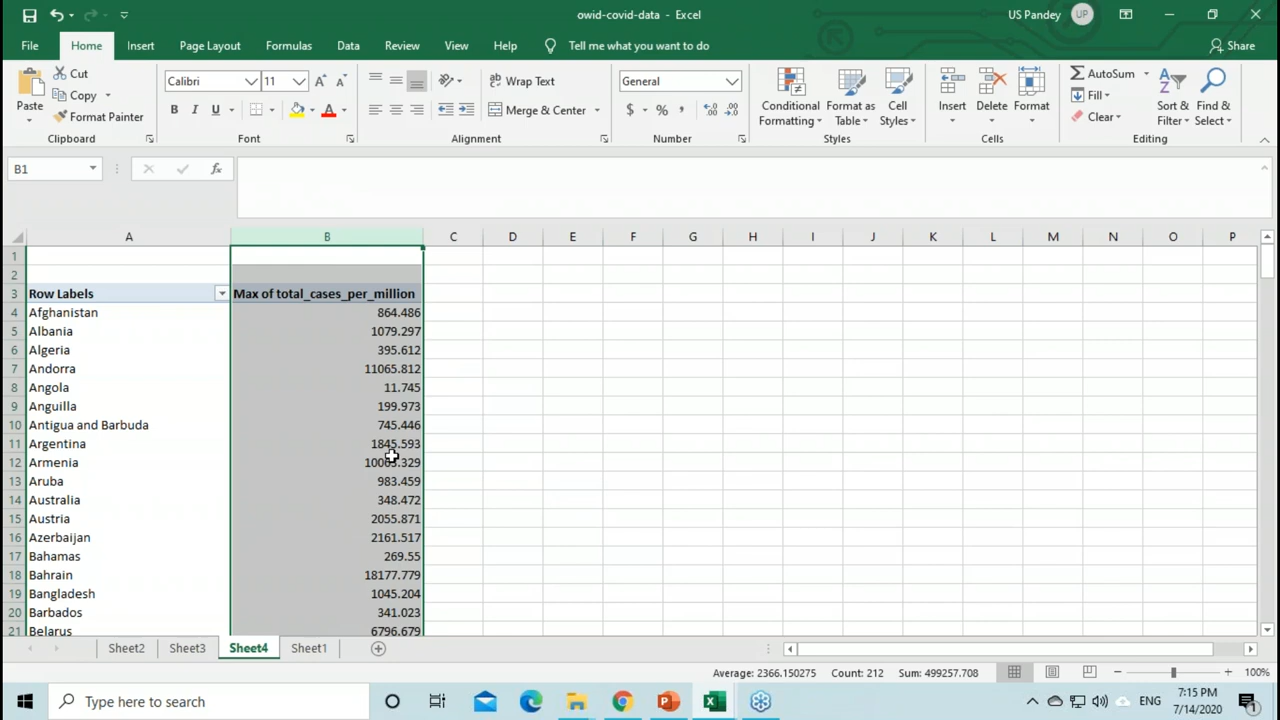 owid-covid-data - Excel
US Pandey UP
File Home Insert Page Layout Formulas Data Review View Help Tell me what you want to do Share
Paste
Cut
Copy
Format Painter
Clipboard
Calibri 11 A A
B I U A
Font
Wrap Text
Merge & Center
Alignment
General
$ % ,
Number
Conditional Formatting
Format as Table
Cell Styles
Styles
Insert Delete Format
Cells
AutoSum
Fill
Clear
Sort & Filter
Find & Select
Editing
B1 fx
A B C D E F G H I J K L M N O P
1
2
3 Row Labels Max of total_cases_per_million
4 Afghanistan 864.486
5 Albania 1079.297
6 Algeria 395.612
7 Andorra 11065.812
8 Angola 11.745
9 Anguilla 199.973
10 Antigua and Barbuda 745.446
11 Argentina 1845.593
12 Armenia
13 Aruba 983.459
14 Australia 348.472
15 Austria 2055.871
16 Azerbaijan 2161.517
17 Bahamas 269.55
18 Bahrain 18177.779
19 Bangladesh 1045.204
20 Barbados 341.023
21 Belarus 6796.679
Sheet2 Sheet3 Sheet4 Sheet1
Average: 2366.150275 Count: 212 Sum: 499257.708 100%
Type here to search
ENG
7:15 PM
7/14/2020
1